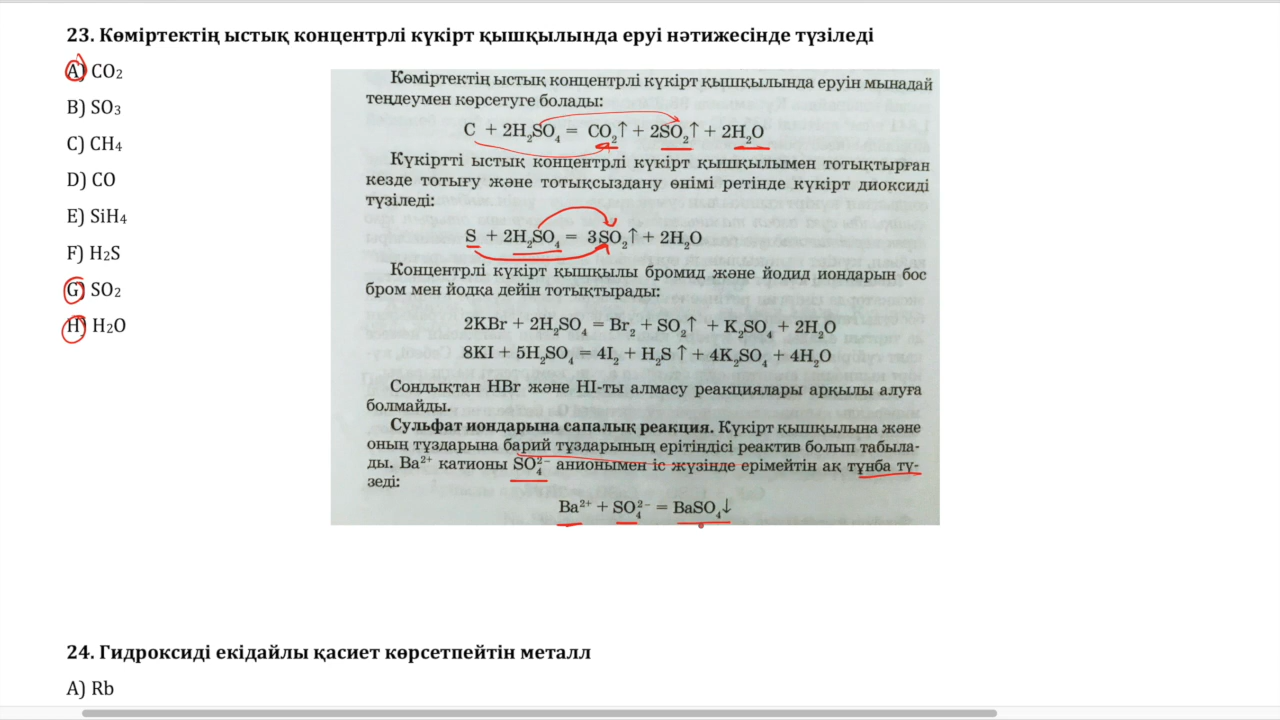 23. Көміртектің ыстық концентрлі күкірт қышқылында еруі нәтижесінде түзіледі
A) CO₂
B) SO₃
C) CH₄
D) CO
E) SiH₄
F) H₂S
G) SO₂
H) H₂O
Көміртектің ыстық концентрлі күкірт қышқылында еруін мынадай
теңдеумен көрсетуге болады:
C + 2H₂SO₄ = CO₂↑ + 2SO₂↑ + 2H₂O
Күкіртті ыстық концентрлі күкірт қышқылымен тотықтырған
кезде тотығу және тотықсыздану өнімі ретінде күкірт диоксиді
түзіледі:
S + 2H₂SO₄ = 3SO₂↑ + 2H₂O
Концентрлі күкірт қышқылы бромид және йодид иондарын бос
бром мен йодқа дейін тотықтырады:
2KBr + 2H₂SO₄ = Br₂ + SO₂↑ + K₂SO₄ + 2H₂O
8KI + 5H₂SO₄ = 4I₂ + H₂S ↑ + 4K₂SO₄ + 4H₂O
Сондықтан HBr және HI-ты алмасу реакциялары арқылы алуға
болмайды.
Сульфат иондарына сапалық реакция. Күкірт қышқылына және
оның тұздарына барий тұздарының ерітіндісі реактив болып табыла-
ды. Ba²⁺ катионы SO₄²⁻ анионымен іс жүзінде ерімейтін ақ тұнба тү-
зеді:
Ba²⁺ + SO₄²⁻ = BaSO₄↓
24. Гидроксиді екідайлы қасиет көрсетпейтін металл
A) Rb